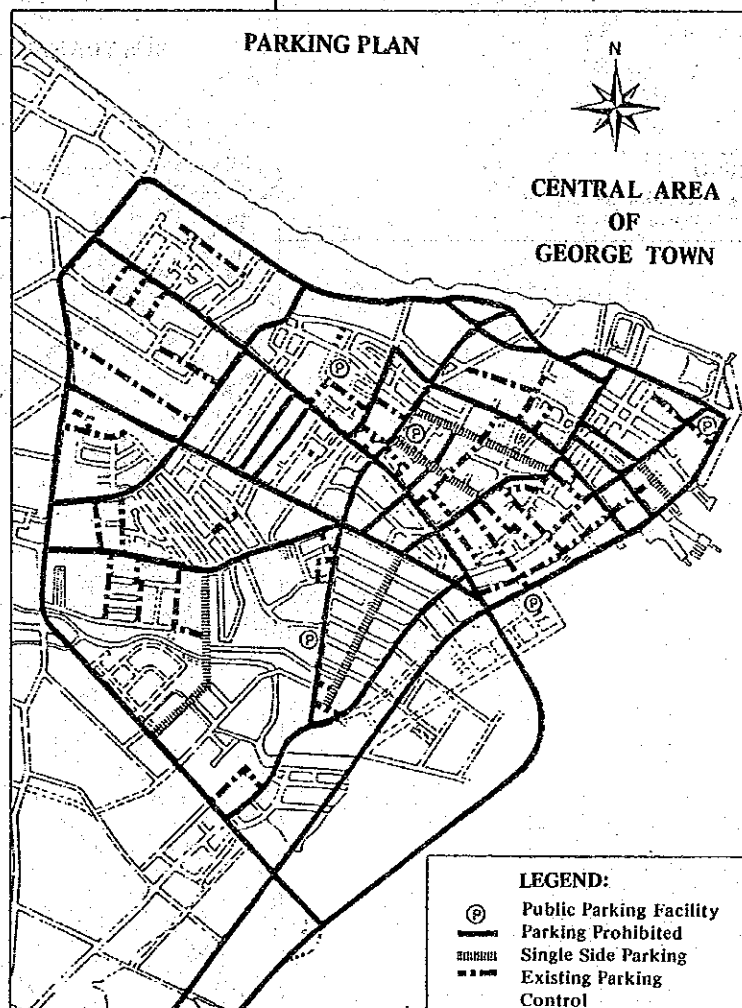 PARKING PLAN
N
CENTRAL AREA
OF
GEORGE TOWN
P
P
P
P
P
LEGEND:
P Public Parking Facility
Parking Prohibited
Single Side Parking
Existing Parking
Control